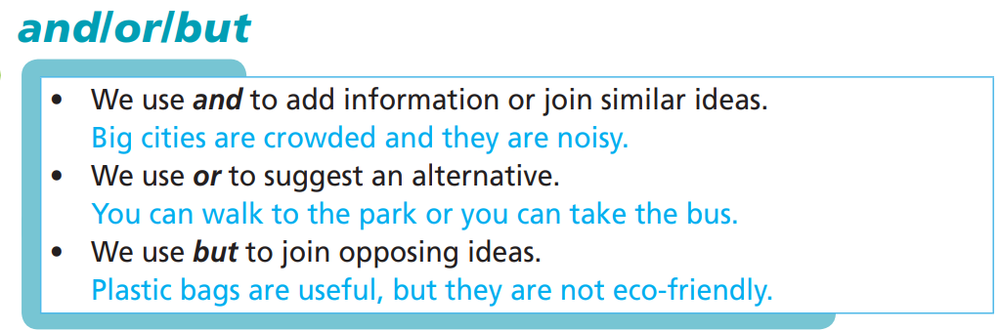 and/or/but
• We use and to add information or join similar ideas.
Big cities are crowded and they are noisy.
• We use or to suggest an alternative.
You can walk to the park or you can take the bus.
• We use but to join opposing ideas.
Plastic bags are useful, but they are not eco-friendly.